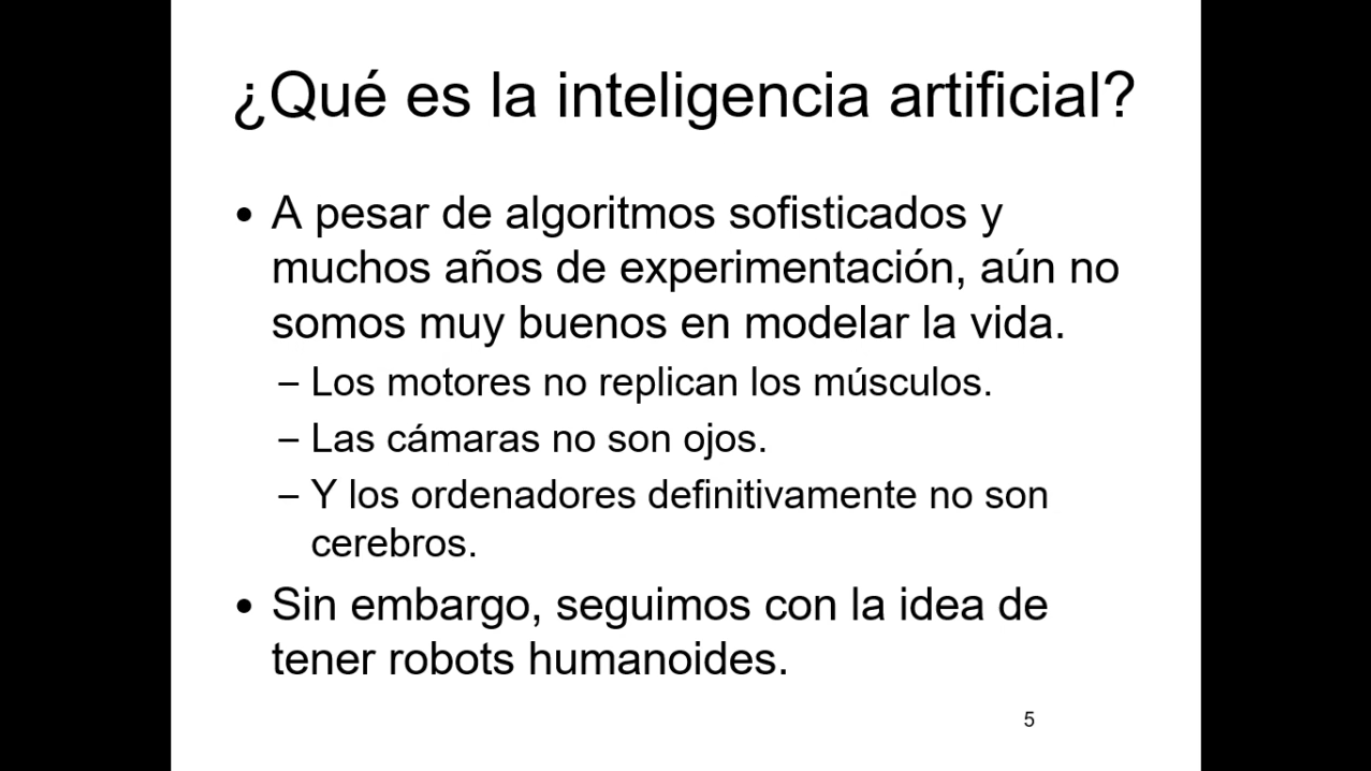 ¿Qué es la inteligencia artificial?
• A pesar de algoritmos sofisticados y
muchos años de experimentación, aún no
somos muy buenos en modelar la vida.
– Los motores no replican los músculos.
– Las cámaras no son ojos.
– Y los ordenadores definitivamente no son
cerebros.
• Sin embargo, seguimos con la idea de
tener robots humanoides.
5